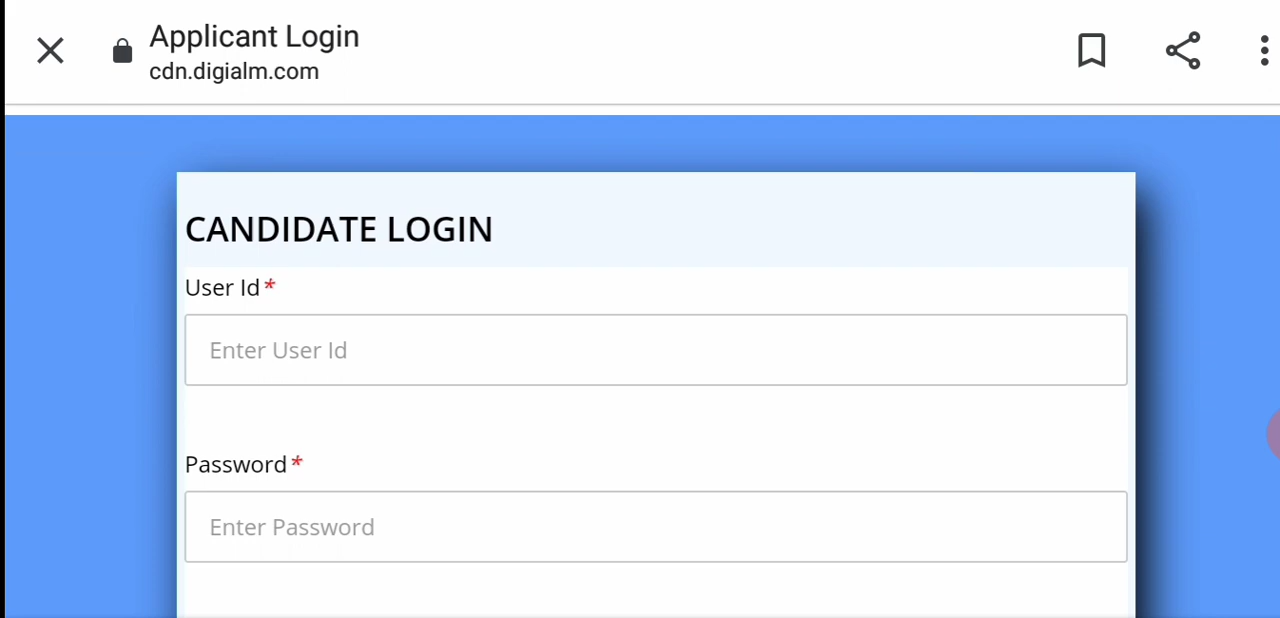 Applicant Login
cdn.digialm.com
CANDIDATE LOGIN
User Id*
Enter User Id
Password*
Enter Password